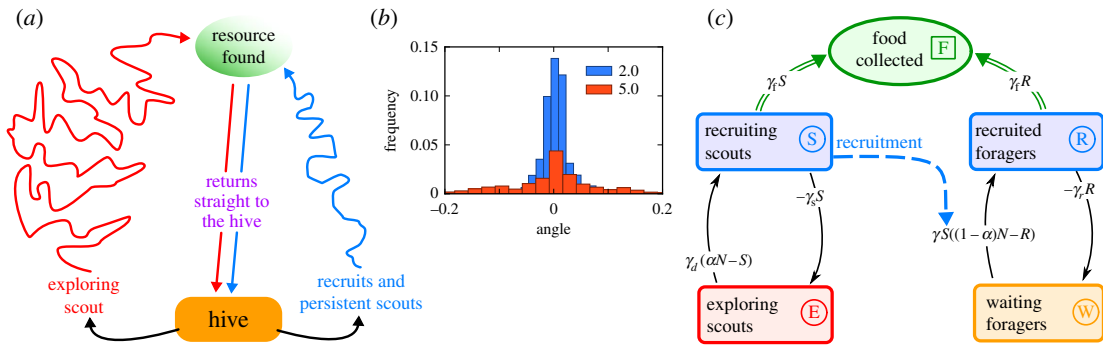 (a)
resource
found
returns
straight to
the hive
exploring
scout
recruits and
persistent scouts
hive
(b)
0.15
0.10
0.05
0
frequency
2.0
5.0
−0.2
0
0.2
angle
(c)
food
collected
F
γfS
γfR
recruiting
scouts
S
recruitment
recruited
foragers
R
−γsS
−γrR
γd(αN−S)
γS((1−α)N−R)
exploring
scouts
E
waiting
foragers
W